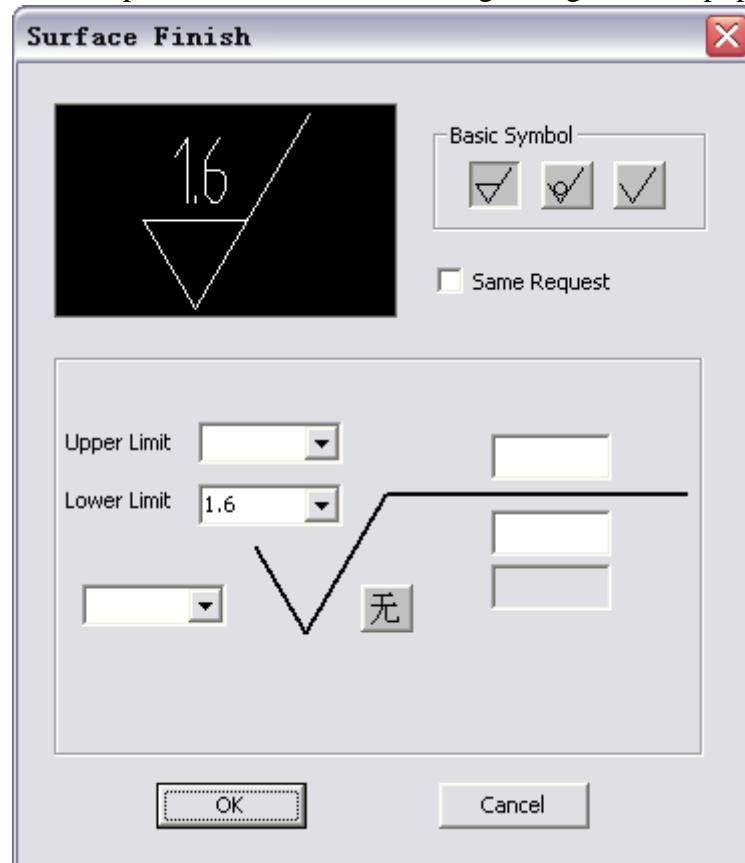 Surface Finish
1.6
Basic Symbol
Same Request
Upper Limit
Lower Limit 1.6
无
OK Cancel